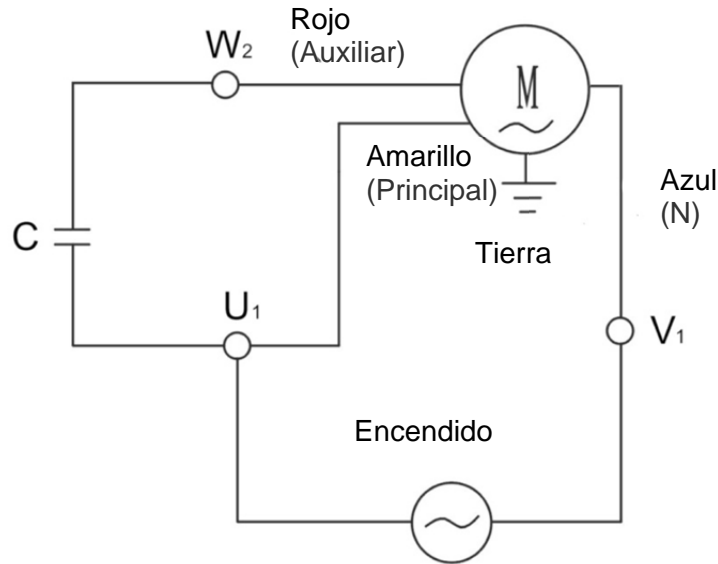 Rojo
(Auxiliar)
W₂
M
Amarillo
(Principal)
Azul
(N)
C
Tierra
U₁
V₁
Encendido